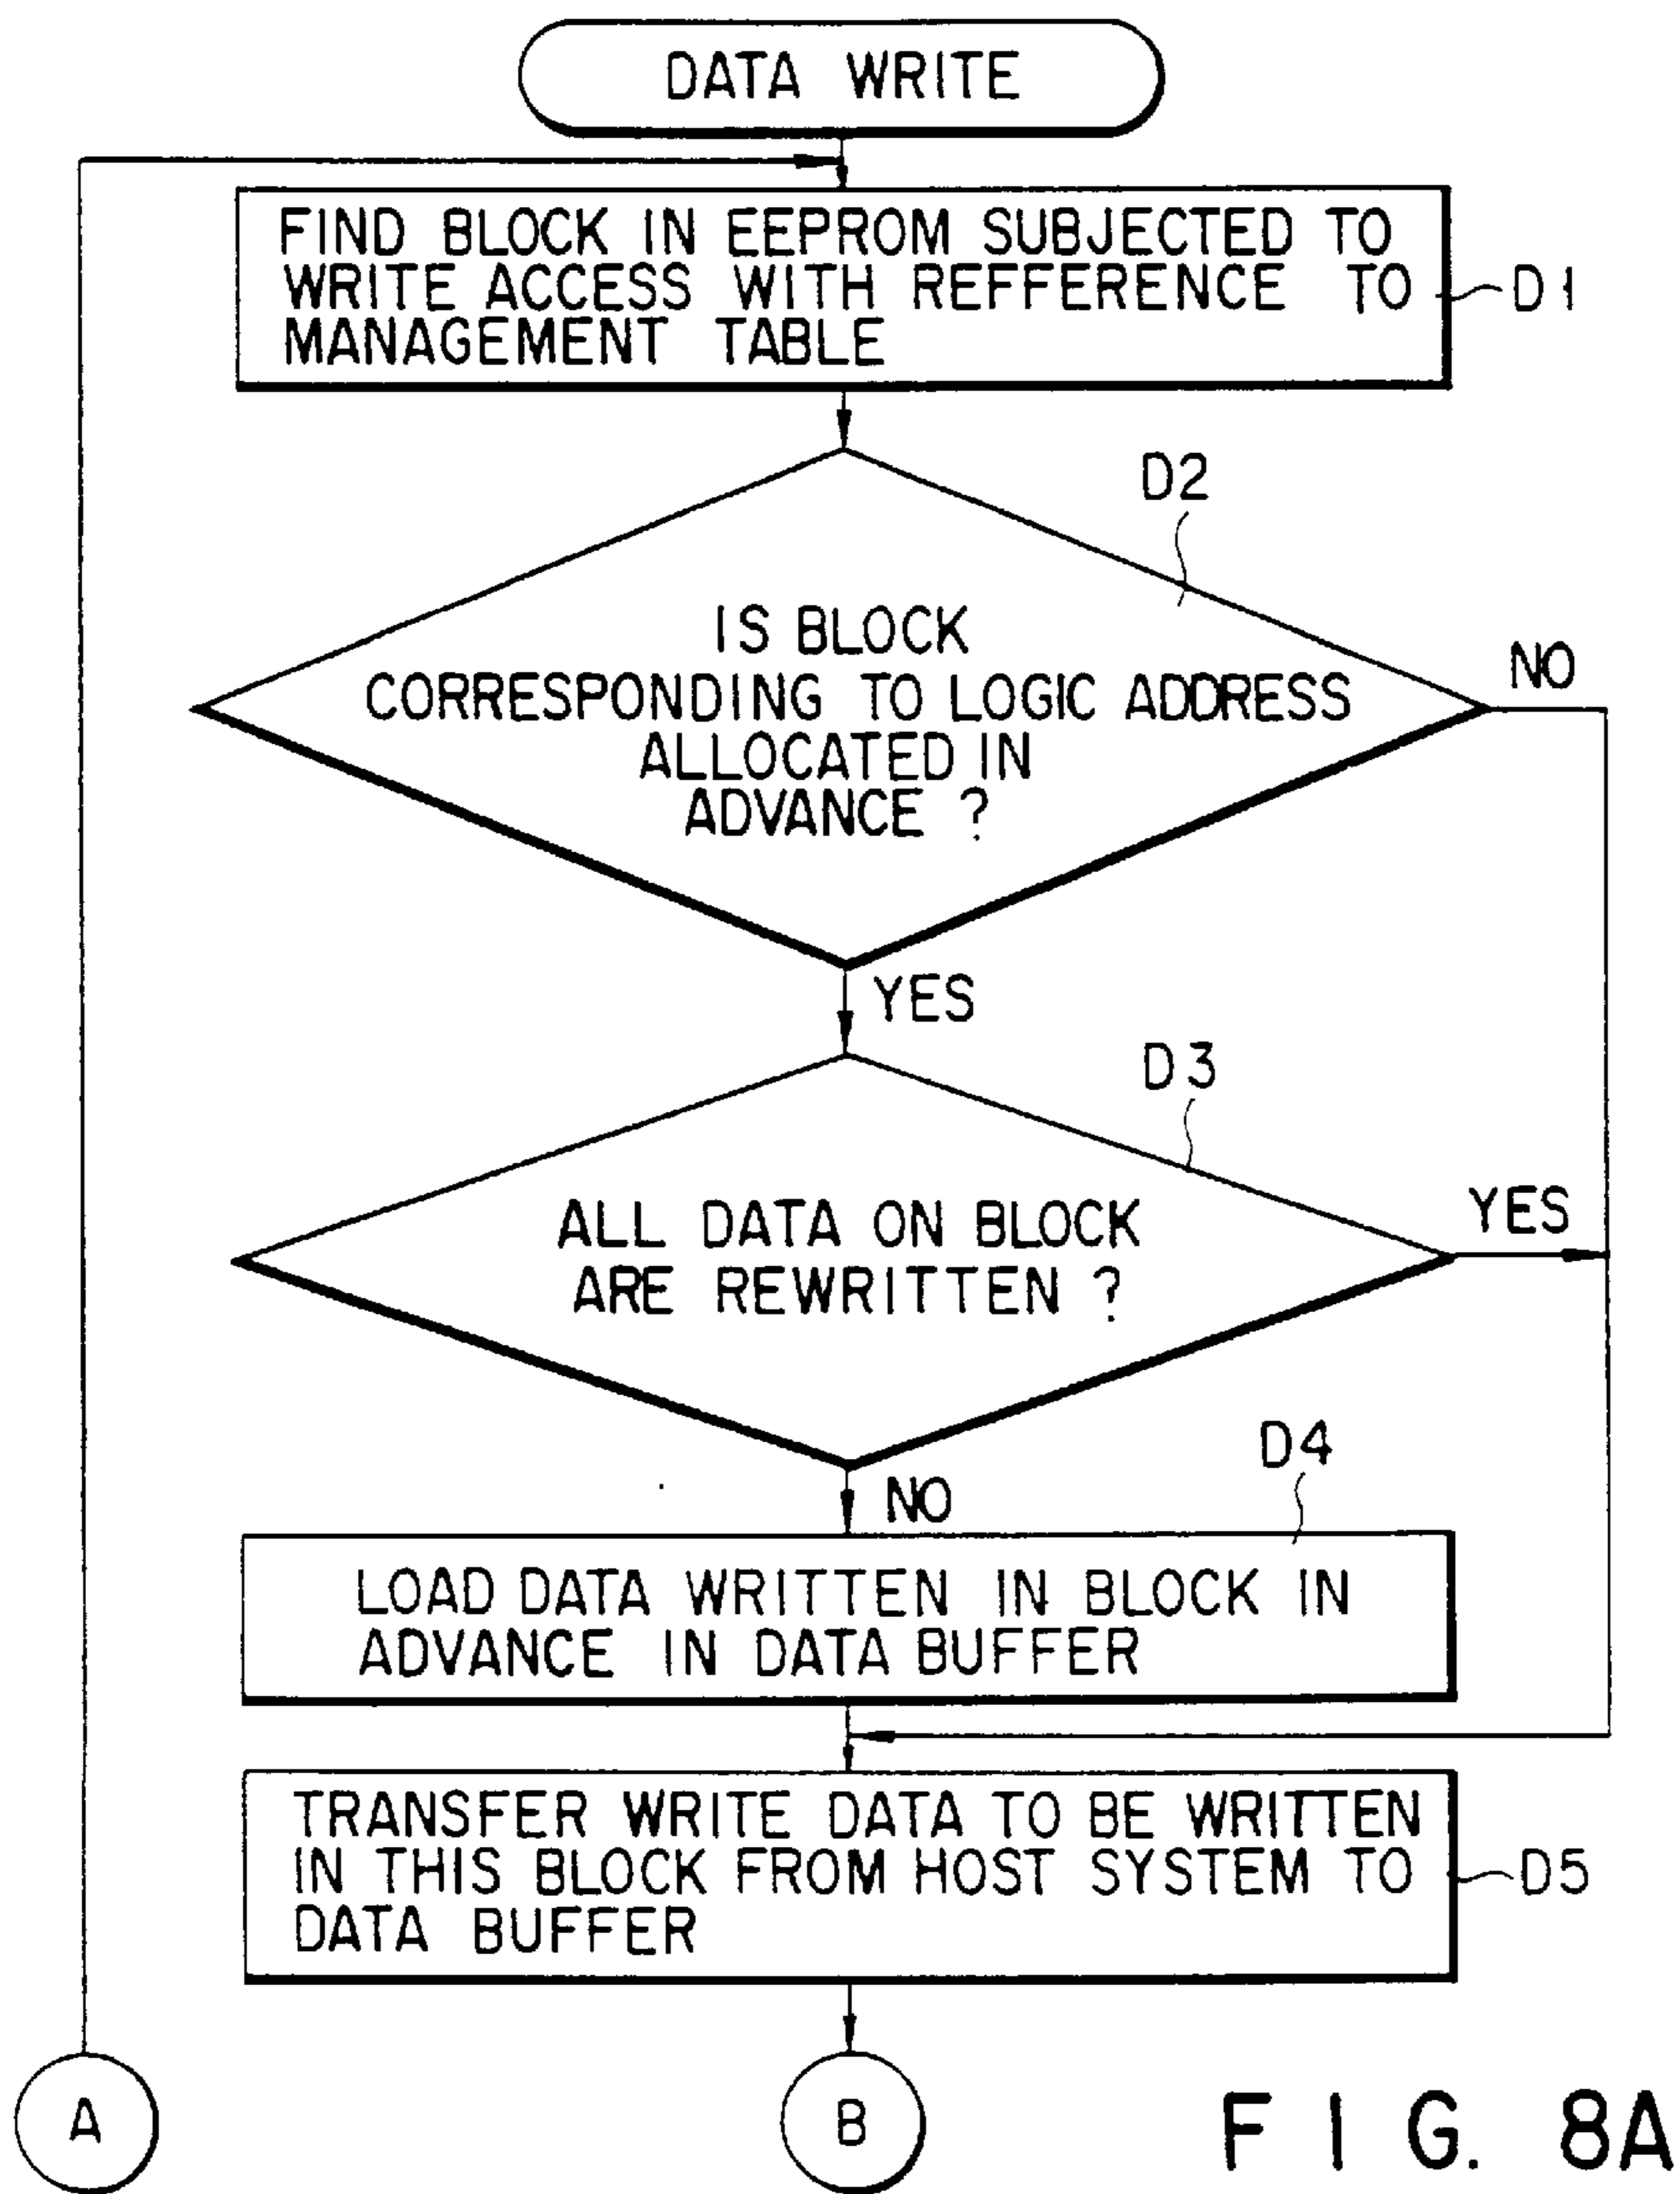 DATA WRITE
FIND BLOCK IN EEPROM SUBJECTED TO
WRITE ACCESS WITH REFFERENCE TO
MANAGEMENT TABLE
D1
D2
IS BLOCK
CORRESPONDING TO LOGIC ADDRESS
ALLOCATED IN
ADVANCE ?
NO
YES
D3
ALL DATA ON BLOCK
ARE REWRITTEN ?
YES
NO
D4
LOAD DATA WRITTEN IN BLOCK IN
ADVANCE IN DATA BUFFER
TRANSFER WRITE DATA TO BE WRITTEN
IN THIS BLOCK FROM HOST SYSTEM TO
DATA BUFFER
D5
A
B
FIG. 8A